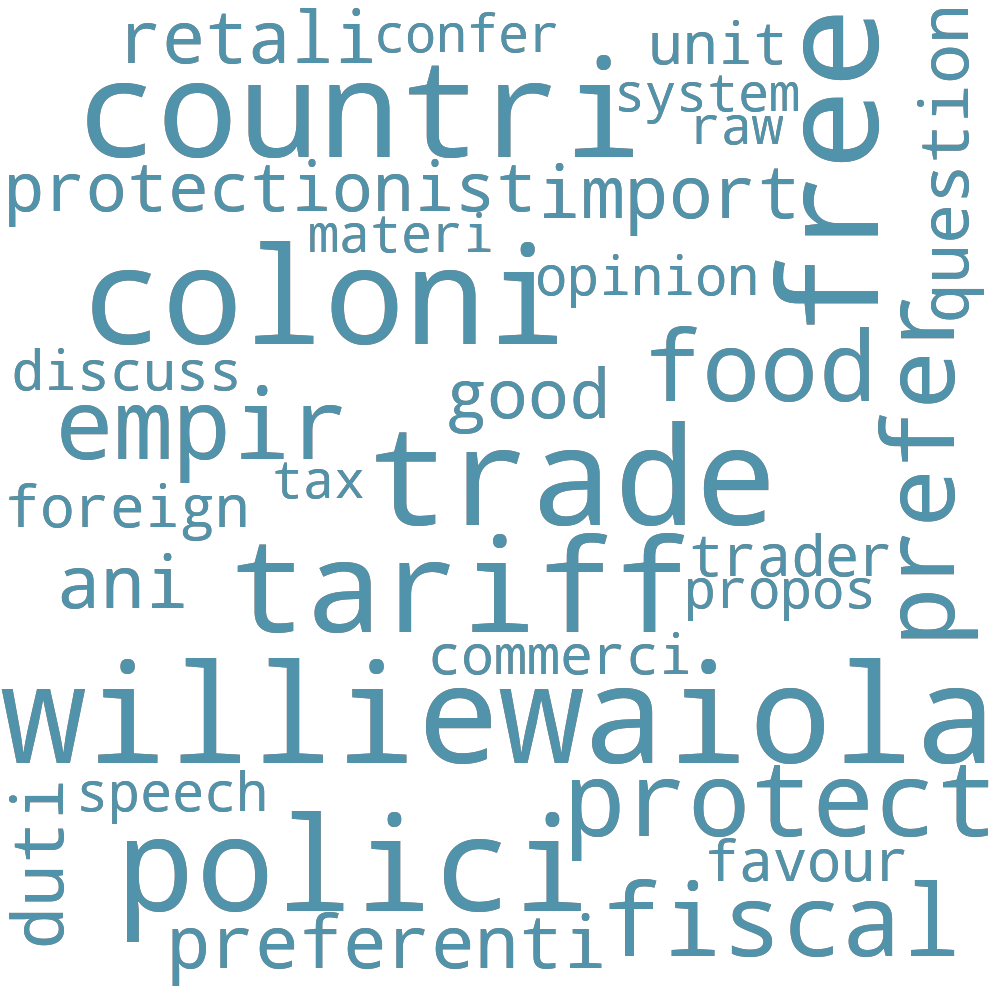 retali
confer
unit
free
question
countri
system
raw
protectionist
import
materi
coloni
opinion
prefer
food
discuss
good
empir
trade
tax
foreign
trader
ani
tariff
propos
commerci
williewaiola
duti
speech
protect
polici
favour
fiscal
preferenti